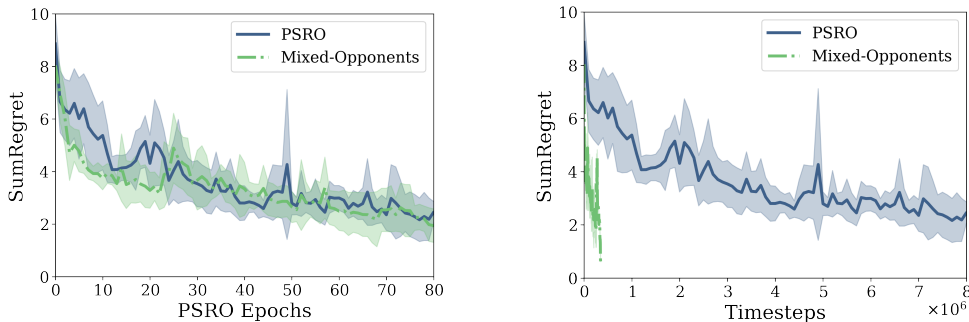 10
8
6
4
2
0
SumRegret
PSRO
Mixed-Opponents
0 10 20 30 40 50 60 70 80
PSRO Epochs
10
8
6
4
2
0
SumRegret
PSRO
Mixed-Opponents
0 1 2 3 4 5 6 7 8
Timesteps
×10⁶